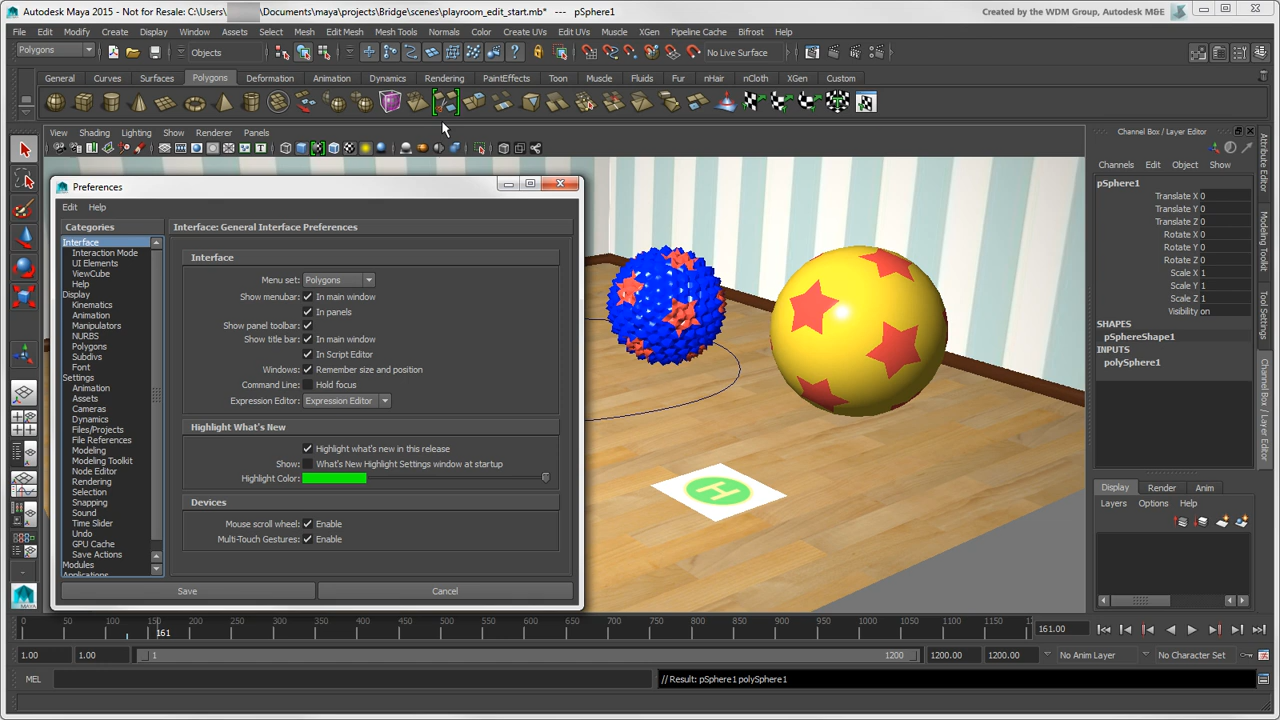 Autodesk Maya 2015 - Not for Resale: C:\Users\ \Documents\maya\projects\Bridge\scenes\playroom_edit_start.mb* --- pSphere1
Created by the WDM Group, Autodesk M&E
File Edit Modify Create Display Window Assets Select Mesh Edit Mesh Mesh Tools Normals Color Create UVs Edit UVs Muscle XGen Pipeline Cache Bifrost Help
Polygons Objects No Live Surface
General Curves Surfaces Polygons Deformation Animation Dynamics Rendering PaintEffects Toon Muscle Fluids Fur nHair nCloth XGen Custom
View Shading Lighting Show Renderer Panels
Channel Box / Layer Editor
Channels Edit Object Show
pSphere1
Translate X 0
Translate Y 0
Translate Z 0
Rotate X 0
Rotate Y 0
Rotate Z 0
Scale X 1
Scale Y 1
Scale Z 1
Visibility on
SHAPES
pSphereShape1
INPUTS
polySphere1
Attribute Editor
Modeling Toolkit
Tool Settings
Channel Box / Layer Editor
Preferences
Edit Help
Categories
Interface
Interaction Mode
UI Elements
ViewCube
Help
Display
Kinematics
Animation
Manipulators
NURBS
Polygons
Subdivs
Font
Settings
Animation
Assets
Cameras
Dynamics
Files/Projects
File References
Modeling
Modeling Toolkit
Node Editor
Rendering
Selection
Snapping
Sound
Time Slider
Undo
GPU Cache
Save Actions
Modules
Applications
Interface: General Interface Preferences
Interface
Menu set: Polygons
Show menubar: In main window
In panels
Show panel toolbar:
Show title bar: In main window
In Script Editor
Windows: Remember size and position
Command Line: Hold focus
Expression Editor: Expression Editor
Highlight What's New
Highlight what's new in this release
Show: What's New Highlight Settings window at startup
Highlight Color:
Devices
Mouse scroll wheel: Enable
Multi-Touch Gestures: Enable
Save Cancel
H
Display Render Anim
Layers Options Help
MAYA
0 50 100 150 200 250 300 350 400 450 500 550 600 650 700 750 800 850 900 950 1000 1050 1100 1150
161
161.00
1.00 1.00 1 1200 1200.00 1200.00 No Anim Layer No Character Set
MEL // Result: pSphere1 polySphere1